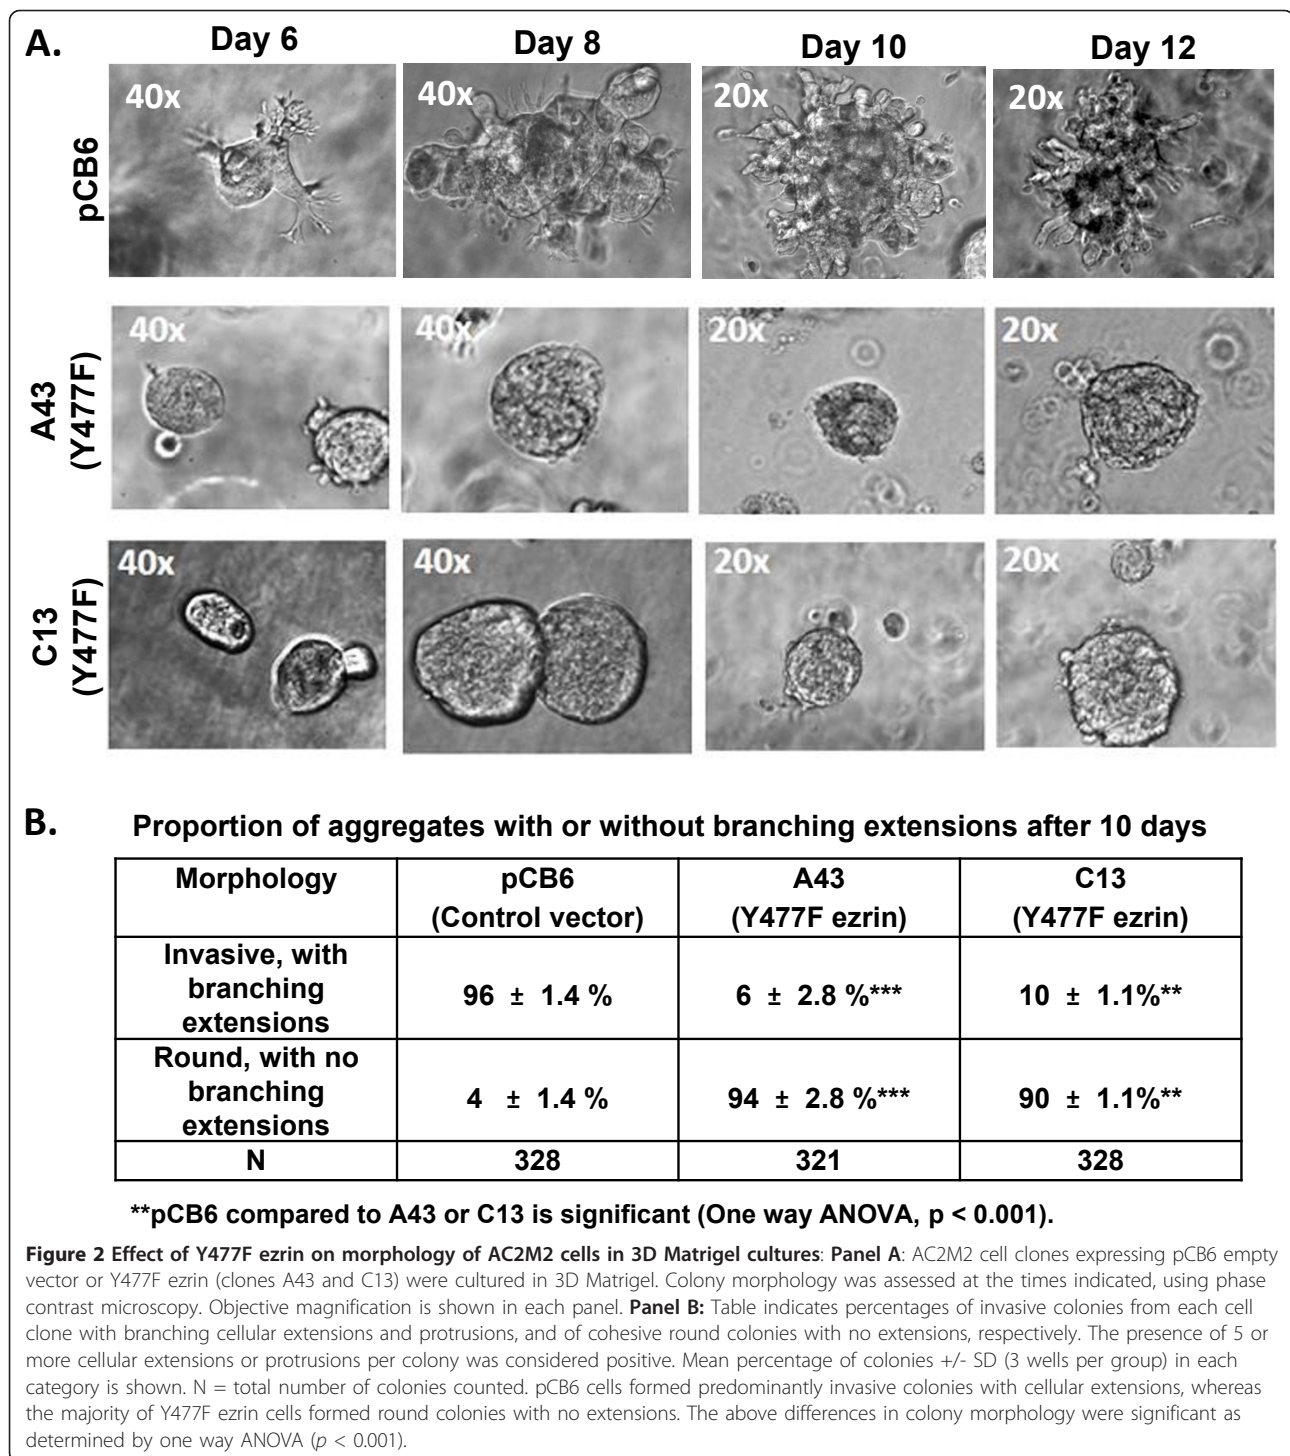 A.
Day 6 Day 8 Day 10 Day 12
pCB6
40x 40x 20x 20x
A43
(Y477F)
40x 40x 20x 20x
C13
(Y477F)
40x 40x 20x 20x
B. Proportion of aggregates with or without branching extensions after 10 days
Morphology pCB6 A43 C13
(Control vector) (Y477F ezrin) (Y477F ezrin)
Invasive, with
branching
extensions
96 ± 1.4 % 6 ± 2.8 %*** 10 ± 1.1%**
Round, with no
branching
extensions
4 ± 1.4 % 94 ± 2.8 %*** 90 ± 1.1%**
N 328 321 328
**pCB6 compared to A43 or C13 is significant (One way ANOVA, p < 0.001).
Figure 2 Effect of Y477F ezrin on morphology of AC2M2 cells in 3D Matrigel cultures: Panel A: AC2M2 cell clones expressing pCB6 empty
vector or Y477F ezrin (clones A43 and C13) were cultured in 3D Matrigel. Colony morphology was assessed at the times indicated, using phase
contrast microscopy. Objective magnification is shown in each panel. Panel B: Table indicates percentages of invasive colonies from each cell
clone with branching cellular extensions and protrusions, and of cohesive round colonies with no extensions, respectively. The presence of 5 or
more cellular extensions or protrusions per colony was considered positive. Mean percentage of colonies +/- SD (3 wells per group) in each
category is shown. N = total number of colonies counted. pCB6 cells formed predominantly invasive colonies with cellular extensions, whereas
the majority of Y477F ezrin cells formed round colonies with no extensions. The above differences in colony morphology were significant as
determined by one way ANOVA (p < 0.001).